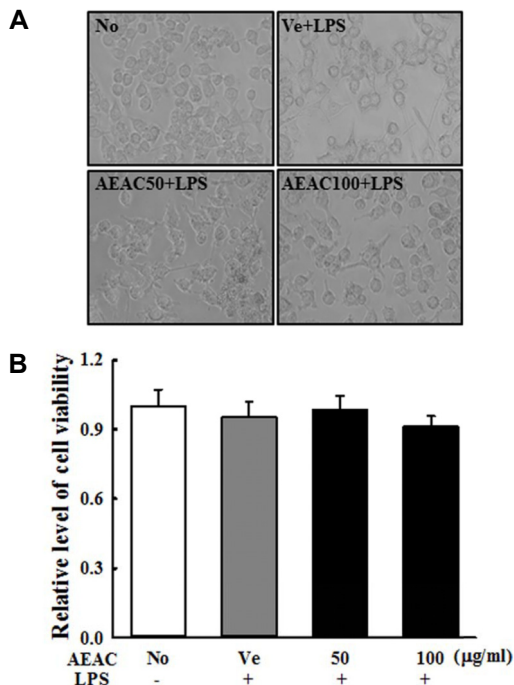 A
No
Ve+LPS
AEAC50+LPS
AEAC100+LPS
B
Relative level of cell viability
1.2
0.9
0.6
0.3
0.0
AEAC No Ve 50 100 (μg/ml)
LPS - + + +